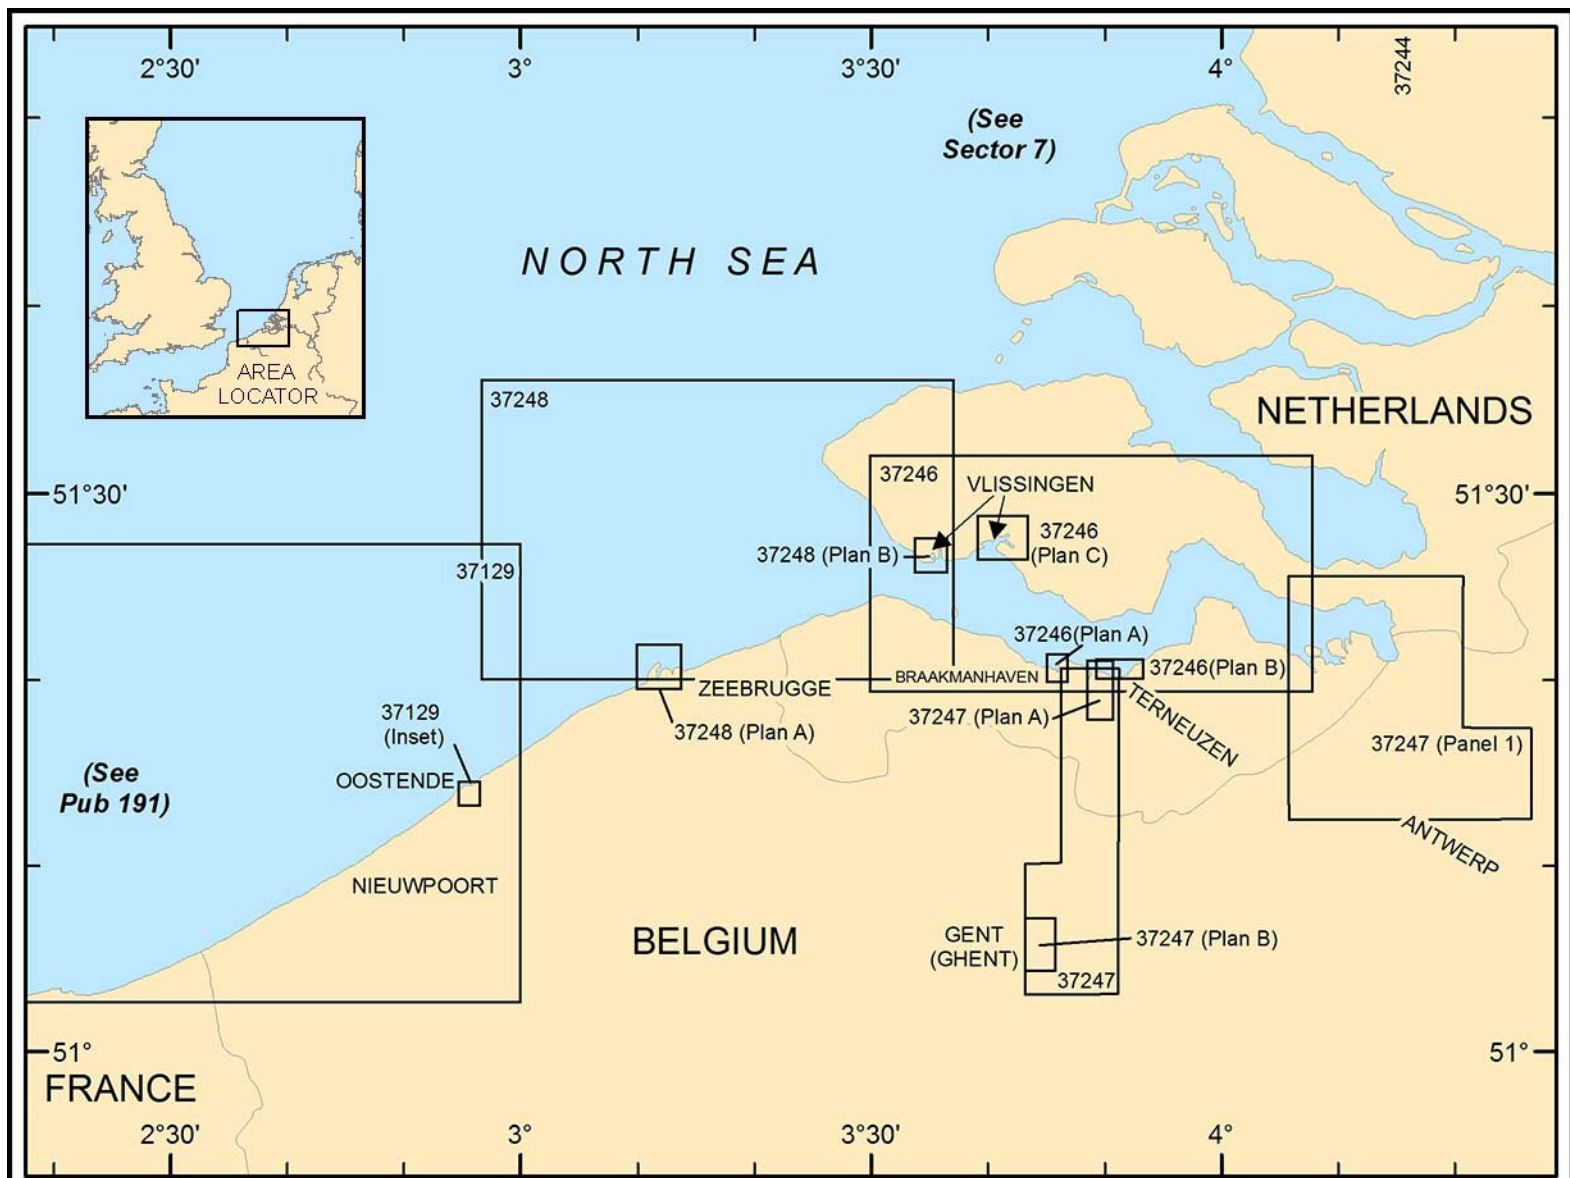 2°30'
3°
3°30'
4°
37244
(See
Sector 7)
NORTH SEA
AREA
LOCATOR
37248
NETHERLANDS
37246
VLISSINGEN
51°30'
51°30'
37246
(Plan C)
37248 (Plan B)
37129
37246(Plan A)
37246(Plan B)
BRAAKMANHAVEN
ZEEBRUGGE
TERNEUZEN
37247 (Plan A)
37129
(Inset)
37248 (Plan A)
37247 (Panel 1)
(See
Pub 191)
OOSTENDE
ANTWERP
NIEUWPOORT
BELGIUM
GENT
(GHENT)
37247 (Plan B)
37247
51°
51°
FRANCE
2°30'
3°
3°30'
4°